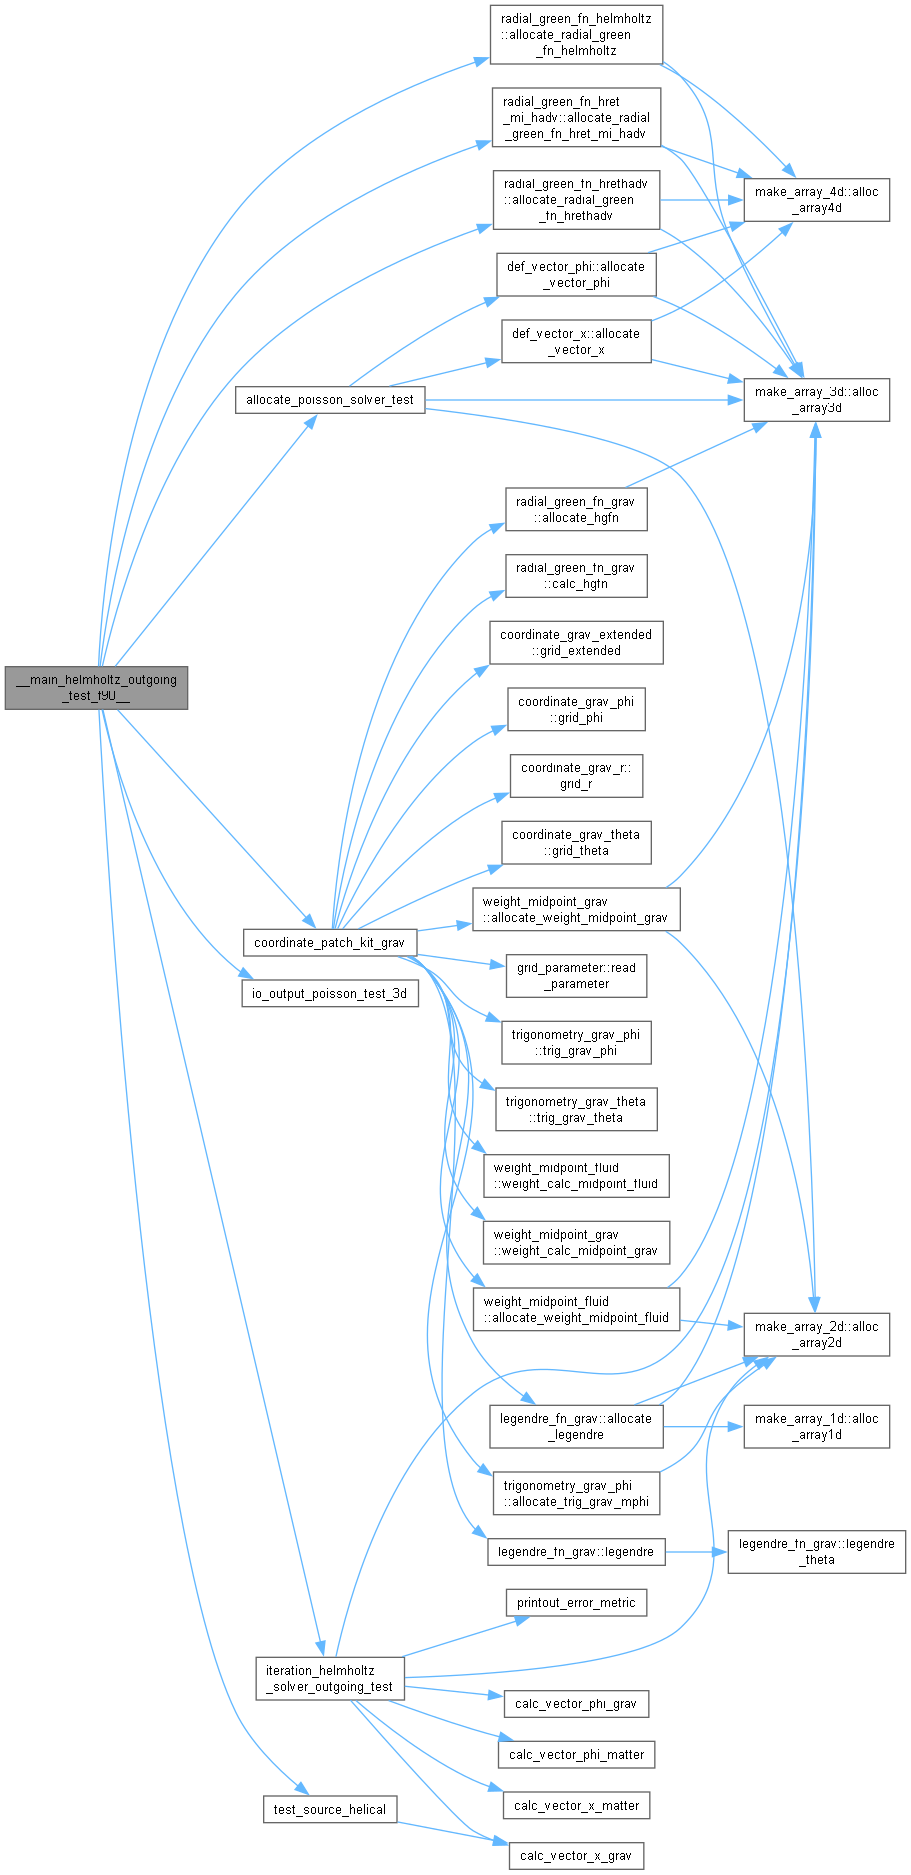 radial_green_fn_helmholtz
::allocate_radial_green
_fn_helmholtz
radial_green_fn_hret
_mi_hadv::allocate_radial
_green_fn_hret_mi_hadv
radial_green_fn_hrethadv
::allocate_radial_green
_fn_hrethadv
make_array_4d::alloc
_array4d
def_vector_phi::allocate
_vector_phi
def_vector_x::allocate
_vector_x
allocate_poisson_solver_test
make_array_3d::alloc
_array3d
radial_green_fn_grav
::allocate_hgfn
radial_green_fn_grav
::calc_hgfn
coordinate_grav_extended
::grid_extended
__main_helmholtz_outgoing
_test_f90__
coordinate_grav_phi
::grid_phi
coordinate_grav_r::
grid_r
coordinate_grav_theta
::grid_theta
weight_midpoint_grav
::allocate_weight_midpoint_grav
coordinate_patch_kit_grav
grid_parameter::read
_parameter
io_output_poisson_test_3d
trigonometry_grav_phi
::trig_grav_phi
trigonometry_grav_theta
::trig_grav_theta
weight_midpoint_fluid
::weight_calc_midpoint_fluid
weight_midpoint_grav
::weight_calc_midpoint_grav
weight_midpoint_fluid
::allocate_weight_midpoint_fluid
make_array_2d::alloc
_array2d
legendre_fn_grav::allocate
_legendre
make_array_1d::alloc
_array1d
trigonometry_grav_phi
::allocate_trig_grav_mphi
legendre_fn_grav::legendre
legendre_fn_grav::legendre
_theta
printout_error_metric
iteration_helmholtz
_solver_outgoing_test
calc_vector_phi_grav
calc_vector_phi_matter
calc_vector_x_matter
test_source_helical
calc_vector_x_grav